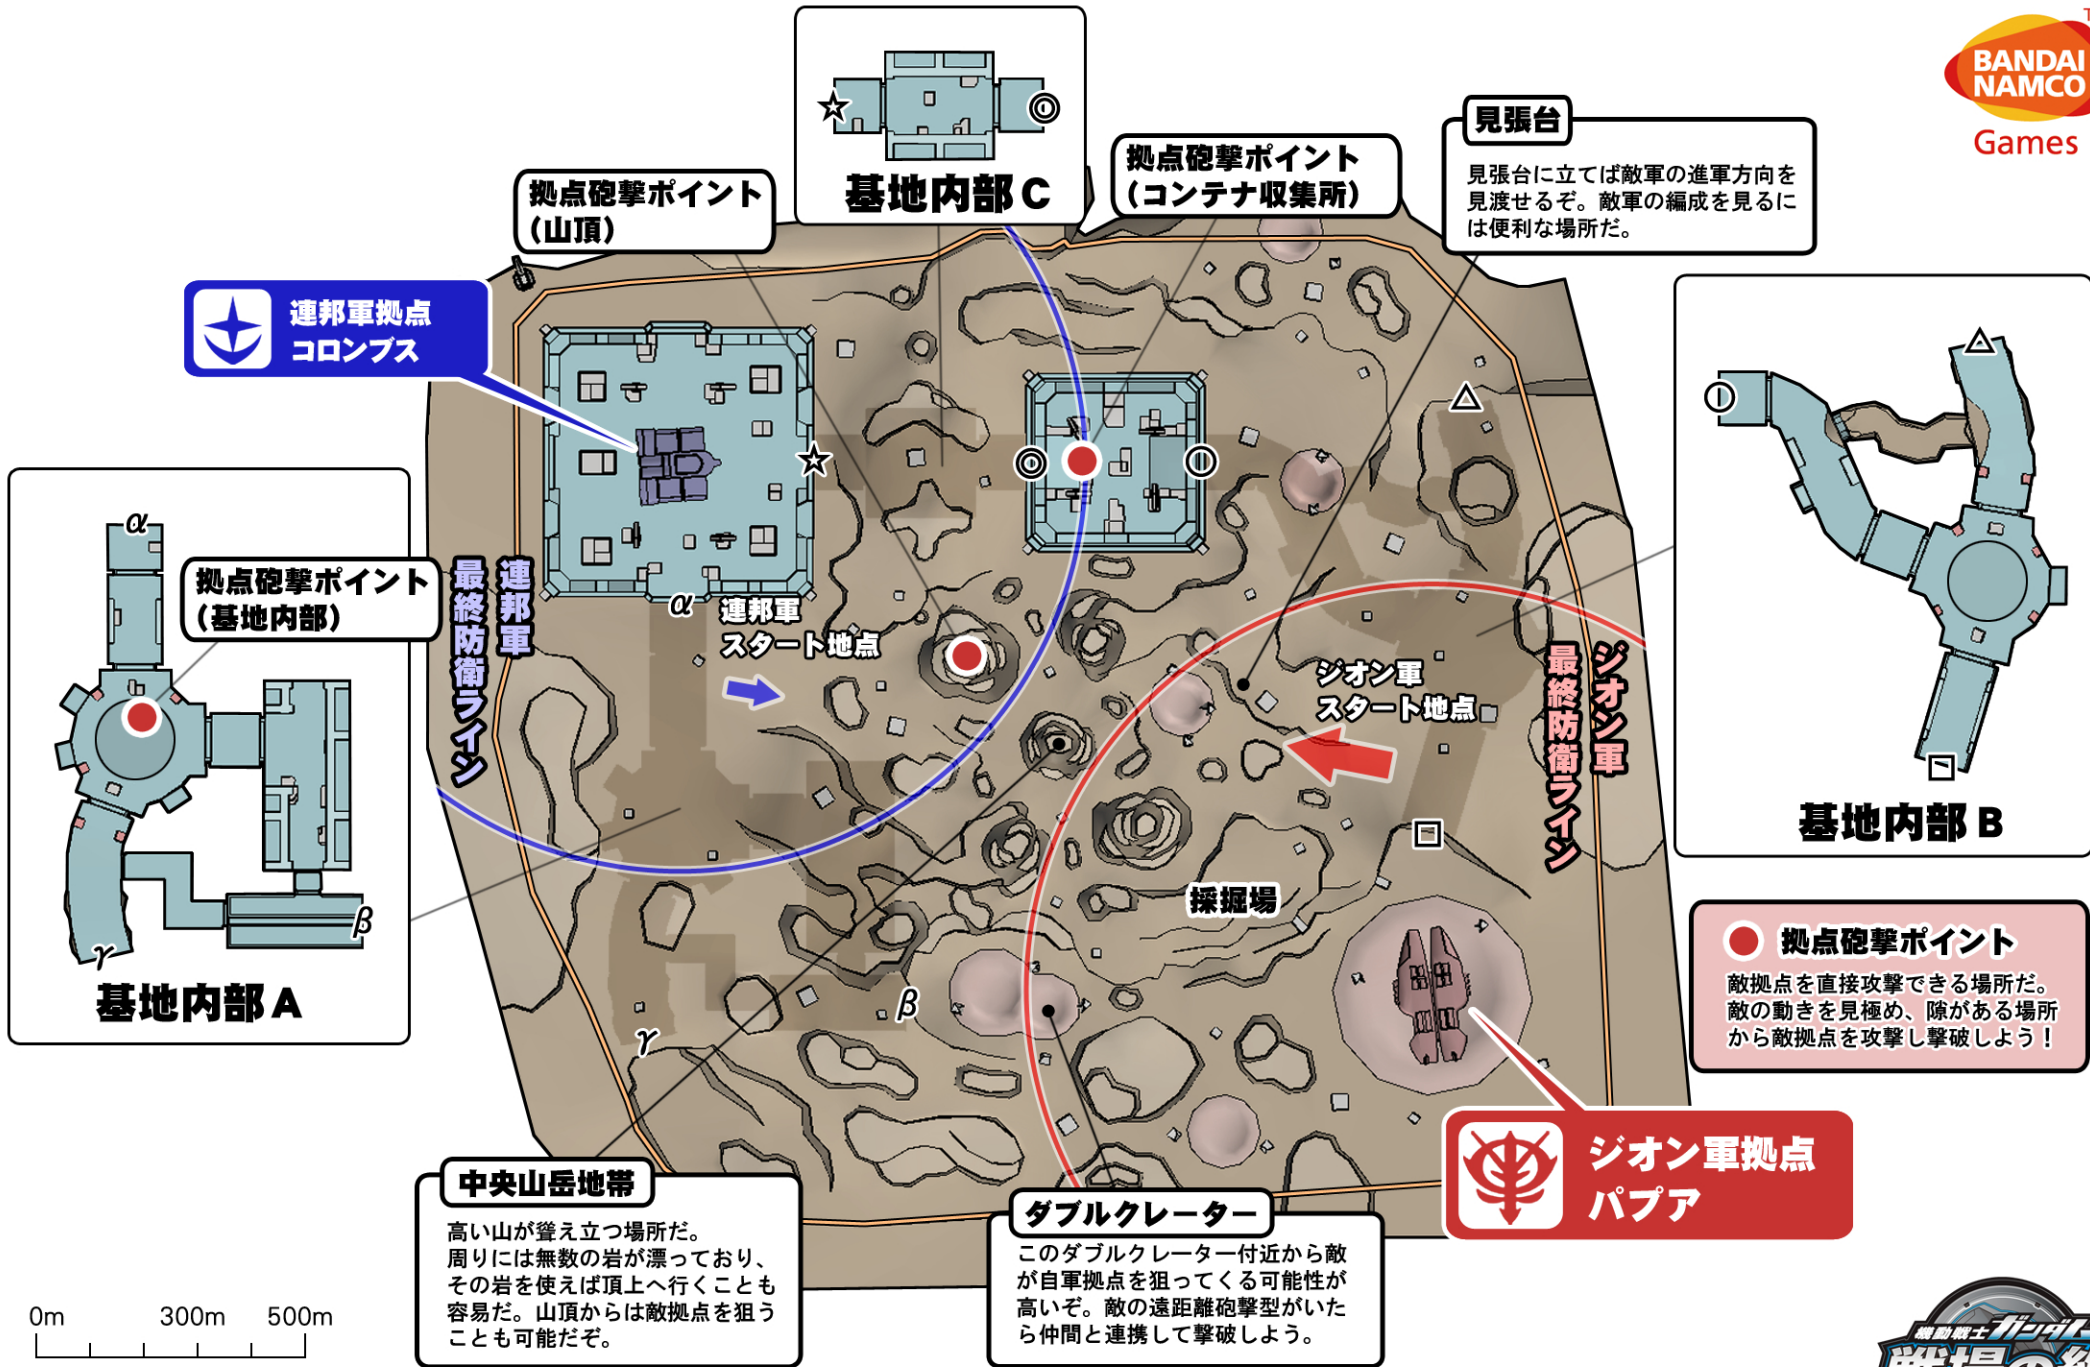 BANDAI
NAMCO
Games
基地内部C
拠点砲撃ポイント
(山頂)
拠点砲撃ポイント
(コンテナ収集所)
見張台
見張台に立てば敵軍の進軍方向を
見渡せるぞ。敵軍の編成を見るに
は便利な場所だ。
連邦軍拠点
コロンブス
α
拠点砲撃ポイント
(基地内部)
β
γ
基地内部A
連邦軍
最終防衛ライン
α
連邦軍
スタート地点
ジオン軍
スタート地点
ジオン軍
最終防衛ライン
採掘場
β
γ
基地内部B
拠点砲撃ポイント
敵拠点を直接攻撃できる場所だ。
敵の動きを見極め、隙がある場所
から敵拠点を攻撃し撃破しよう！
ジオン軍拠点
パプア
中央山岳地帯
高い山が聳え立つ場所だ。
周りには無数の岩が漂っており、
その岩を使えば頂上へ行くことも
容易だ。山頂からは敵拠点を狙う
ことも可能だぞ。
ダブルクレーター
このダブルクレーター付近から敵
が自軍拠点を狙ってくる可能性が
高いぞ。敵の遠距離砲撃型がいた
ら仲間と連携して撃破しよう。
0m 300m 500m
機動戦士ガンダム